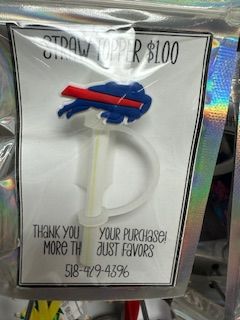 STRAW TOPPER $1.00
THANK YOU YOUR PURCHASE!
MORE TH JUST FAVORS
518-429-4396